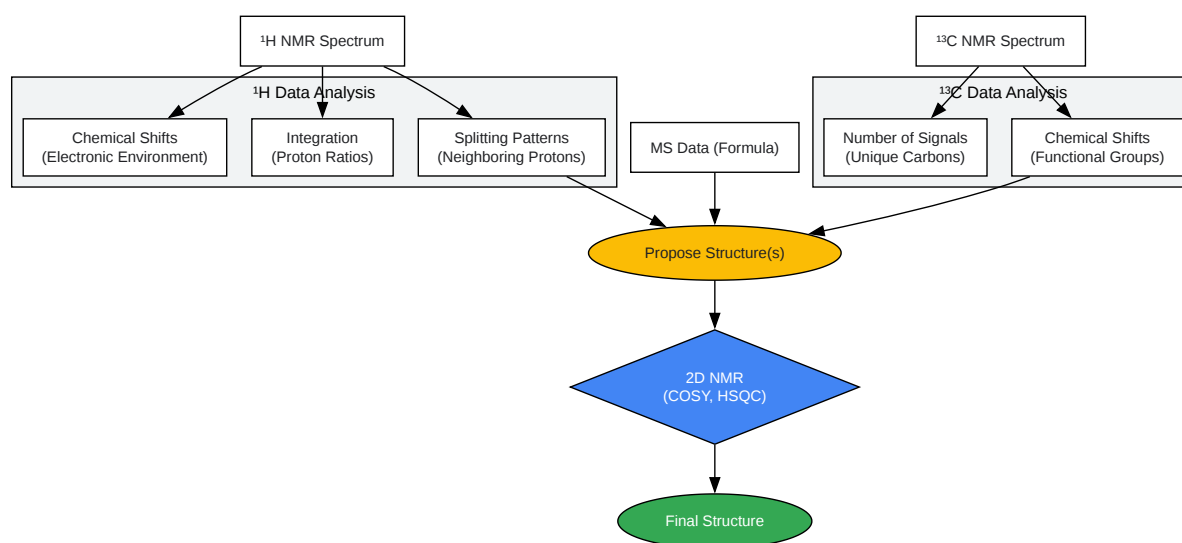 ¹H NMR Spectrum
¹³C NMR Spectrum
¹H Data Analysis
¹³C Data Analysis
Chemical Shifts
(Electronic Environment)
Integration
(Proton Ratios)
Splitting Patterns
(Neighboring Protons)
MS Data (Formula)
Number of Signals
(Unique Carbons)
Chemical Shifts
(Functional Groups)
Propose Structure(s)
2D NMR
(COSY, HSQC)
Final Structure